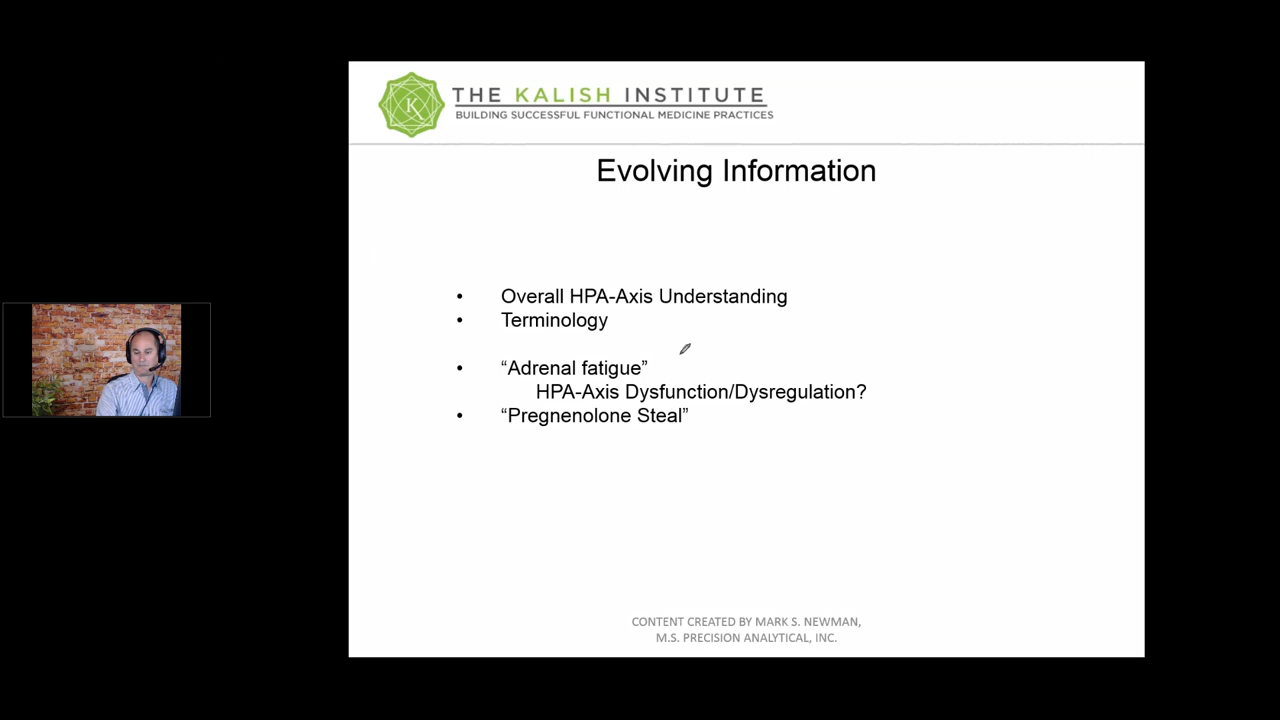 THE KALISH INSTITUTE
BUILDING SUCCESSFUL FUNCTIONAL MEDICINE PRACTICES
Evolving Information
• Overall HPA-Axis Understanding
• Terminology
• “Adrenal fatigue”
HPA-Axis Dysfunction/Dysregulation?
• “Pregnenolone Steal”
CONTENT CREATED BY MARK S. NEWMAN,
M.S. PRECISION ANALYTICAL, INC.